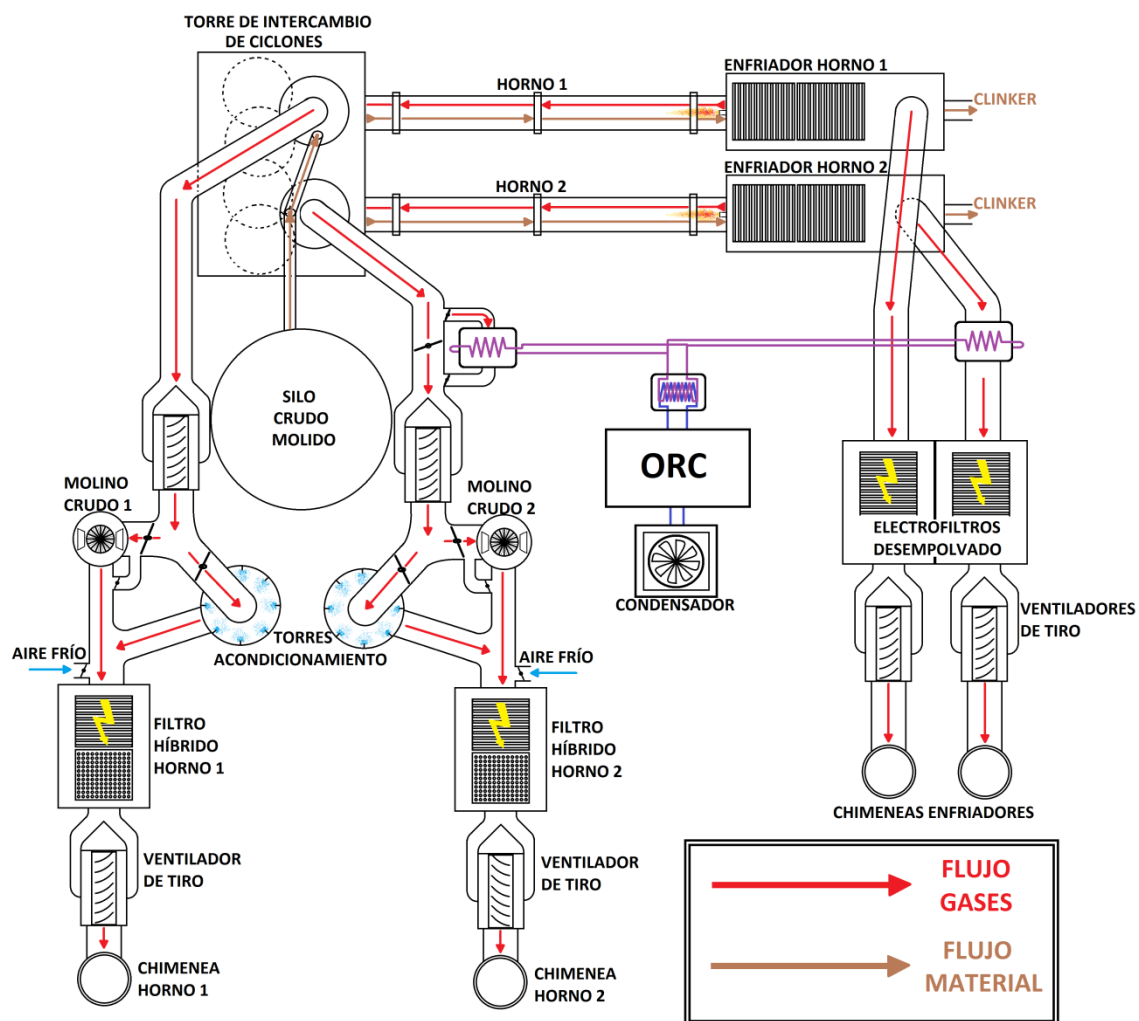 TORRE DE INTERCAMBIO
DE CICLONES
HORNO 1
ENFRIADOR HORNO 1
CLINKER
HORNO 2
ENFRIADOR HORNO 2
CLINKER
SILO
CRUDO
MOLIDO
MOLINO
CRUDO 1
MOLINO
CRUDO 2
ORC
CONDENSADOR
ELECTROFILTROS
DESEMPOLVADO
VENTILADORES
DE TIRO
TORRES
ACONDICIONAMIENTO
AIRE FRÍO
AIRE FRÍO
FILTRO
HÍBRIDO
HORNO 1
FILTRO
HÍBRIDO
HORNO 2
CHIMENEAS ENFRIADORES
VENTILADOR
DE TIRO
VENTILADOR
DE TIRO
CHIMENEA
HORNO 1
CHIMENEA
HORNO 2
FLUJO
GASES
FLUJO
MATERIAL